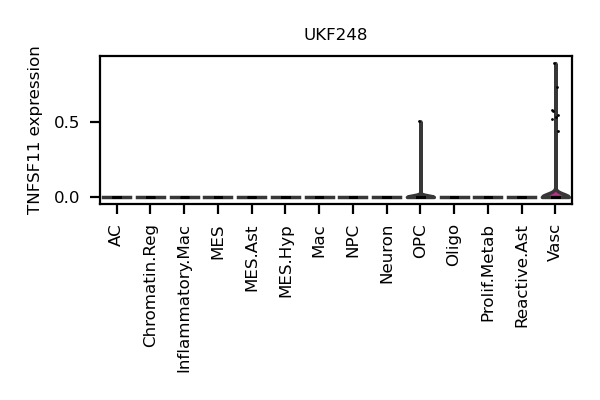 UKF248
TNFSF11 expression
0.5
0.0
AC
Chromatin.Reg
Inflammatory.Mac
MES
MES.Ast
MES.Hyp
Mac
NPC
Neuron
OPC
Oligo
Prolif.Metab
Reactive.Ast
Vasc